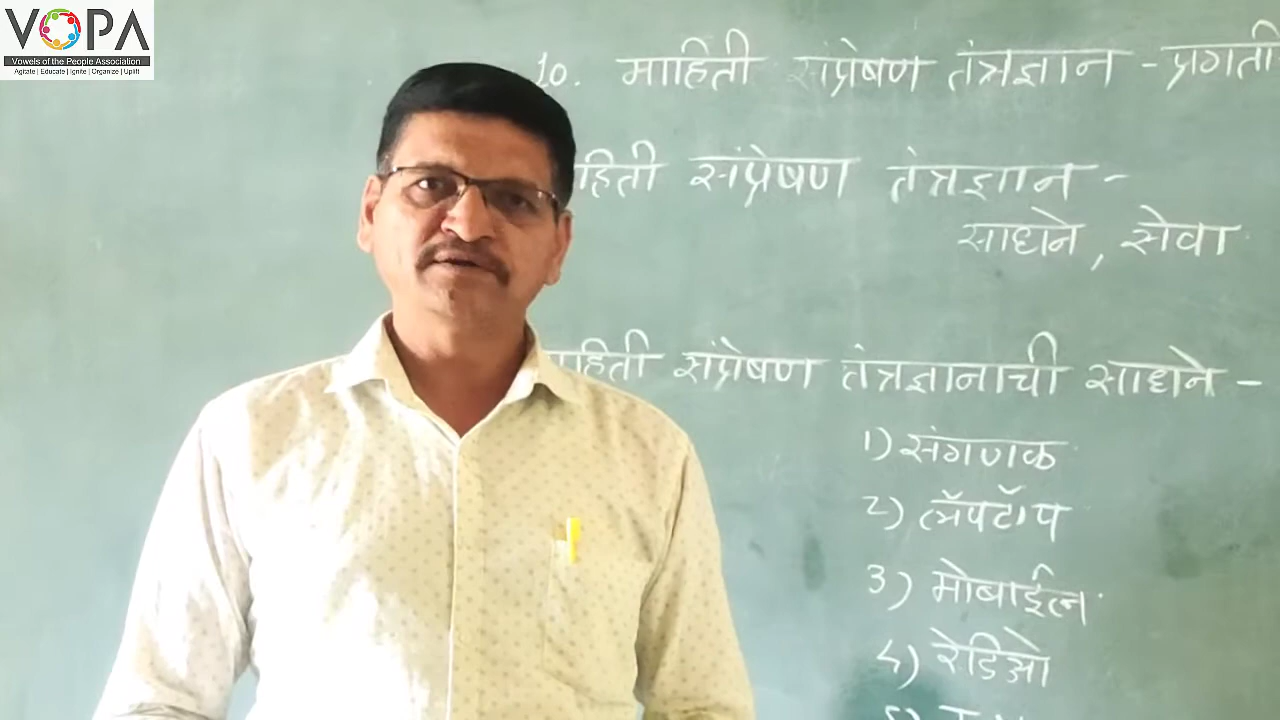 VOPA
Vowels of the People Association
Agitate | Educate | Ignite | Organize | Uplift
10. माहिती संप्रेषण तंत्रज्ञान - प्रगती
हिती संप्रेषण तंत्रज्ञान -
साधने, सेवा
ाहिती संप्रेषण तंत्रज्ञानाची साधने -
1) संगणक
2) लॅपटॉप
3) मोबाईल
4) रेडिओ
5)